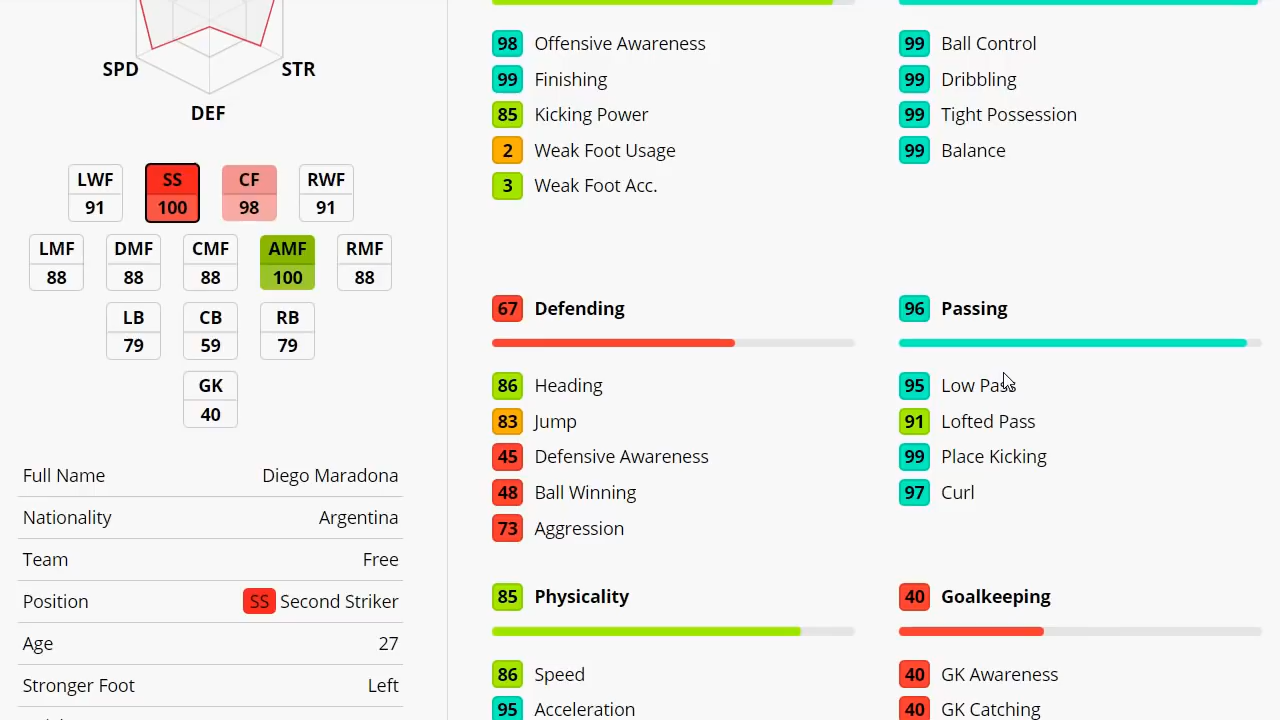 SPD
STR
DEF
LWF
91
SS
100
CF
98
RWF
91
LMF
88
DMF
88
CMF
88
AMF
100
RMF
88
LB
79
CB
59
RB
79
GK
40
Full Name Diego Maradona
Nationality Argentina
Team Free
Position SS Second Striker
Age 27
Stronger Foot Left
98 Offensive Awareness
99 Finishing
85 Kicking Power
2 Weak Foot Usage
3 Weak Foot Acc.
99 Ball Control
99 Dribbling
99 Tight Possession
99 Balance
67 Defending
86 Heading
83 Jump
45 Defensive Awareness
48 Ball Winning
73 Aggression
96 Passing
95 Low Pass
91 Lofted Pass
99 Place Kicking
97 Curl
85 Physicality
86 Speed
95 Acceleration
40 Goalkeeping
40 GK Awareness
40 GK Catching